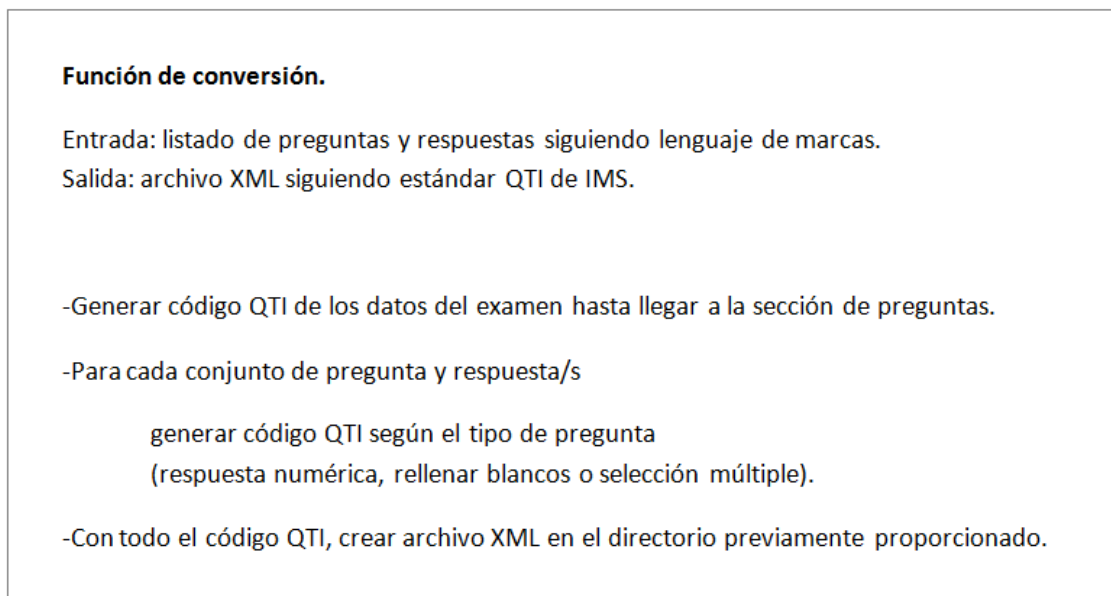 Función de conversión.
Entrada: listado de preguntas y respuestas siguiendo lenguaje de marcas.
Salida: archivo XML siguiendo estándar QTI de IMS.
-Generar código QTI de los datos del examen hasta llegar a la sección de preguntas.
-Para cada conjunto de pregunta y respuesta/s
generar código QTI según el tipo de pregunta
(respuesta numérica, rellenar blancos o selección múltiple).
-Con todo el código QTI, crear archivo XML en el directorio previamente proporcionado.